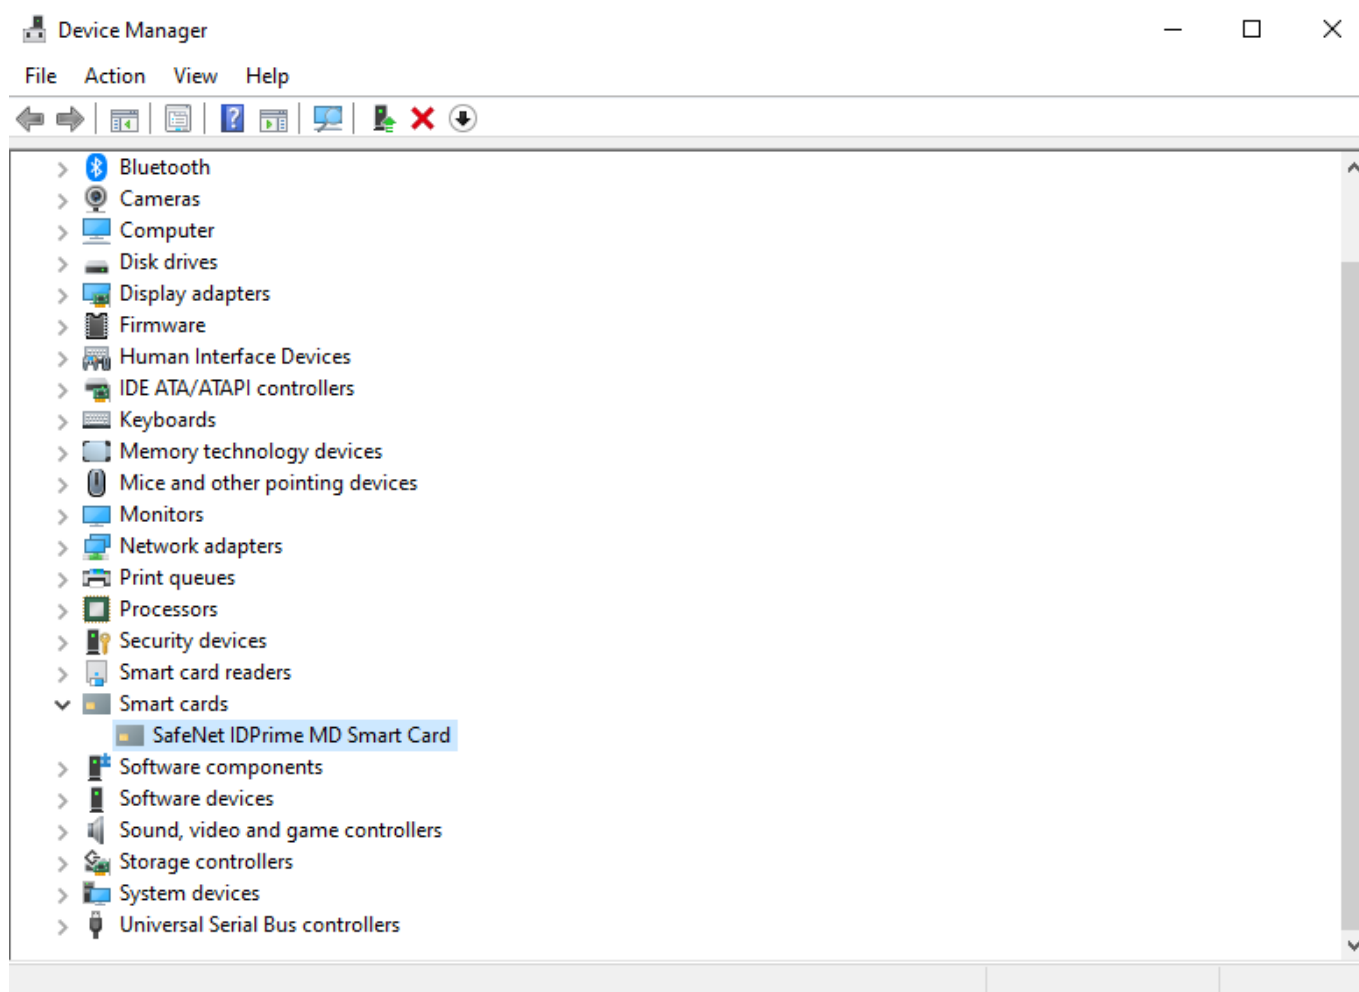 Device Manager
File Action View Help
Bluetooth
Cameras
Computer
Disk drives
Display adapters
Firmware
Human Interface Devices
IDE ATA/ATAPI controllers
Keyboards
Memory technology devices
Mice and other pointing devices
Monitors
Network adapters
Print queues
Processors
Security devices
Smart card readers
Smart cards
SafeNet IDPrime MD Smart Card
Software components
Software devices
Sound, video and game controllers
Storage controllers
System devices
Universal Serial Bus controllers